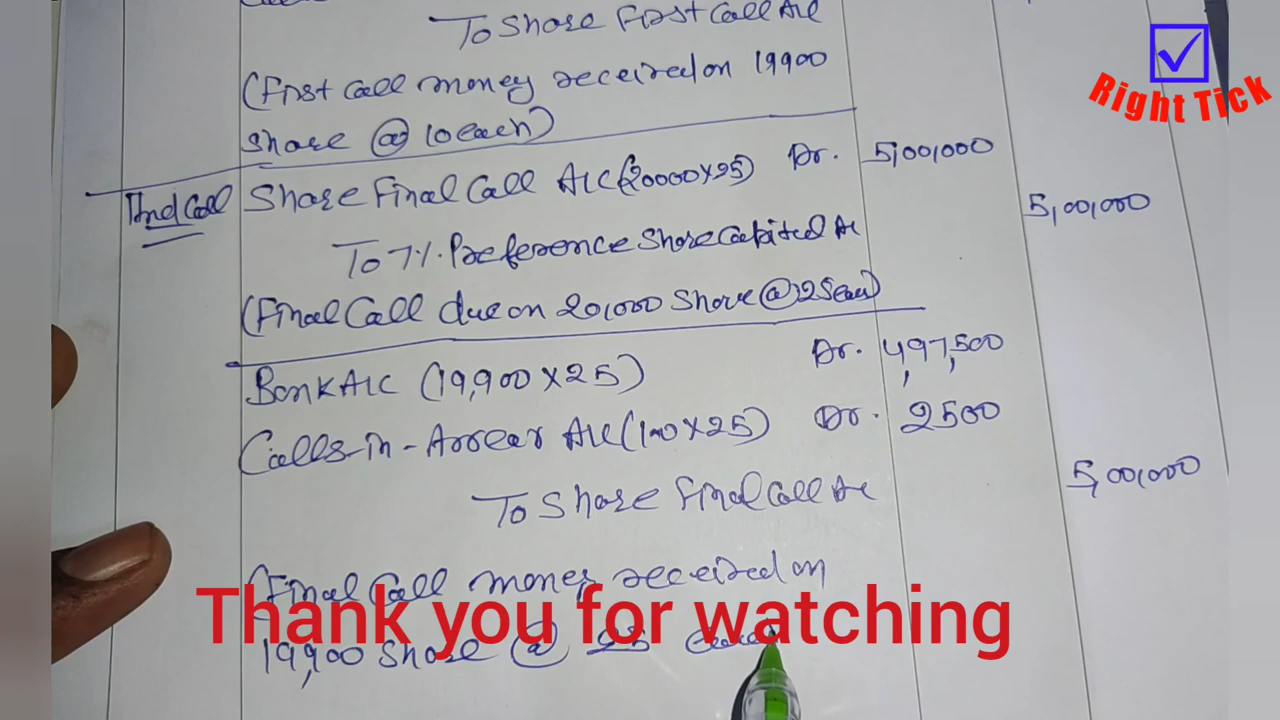 To Share First Call A/c
(First Call money received on 19900
Share @ 10 each)
IInd Call Share Final Call A/C (20000×25) Dr. 5,00,000
To 7%. Preference Share Capital A/c 5,00,000
(Final Call due on 20,000 Share @ 25 each)
Bank A/C (19,900×25) Dr. 4,97,500
Calls-in-Arrear A/C (100×25) Dr. 2500
To Share Final Call A/c 5,00,000
(Final Call money received on
19,900 Share @ 25 each
Thank you for watching
Right Tick